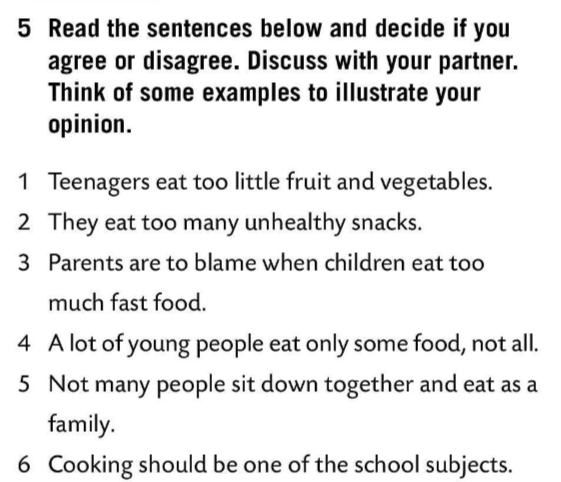 5 Read the sentences below and decide if you
agree or disagree. Discuss with your partner.
Think of some examples to illustrate your
opinion.
1 Teenagers eat too little fruit and vegetables.
2 They eat too many unhealthy snacks.
3 Parents are to blame when children eat too
much fast food.
4 A lot of young people eat only some food, not all.
5 Not many people sit down together and eat as a
family.
6 Cooking should be one of the school subjects.